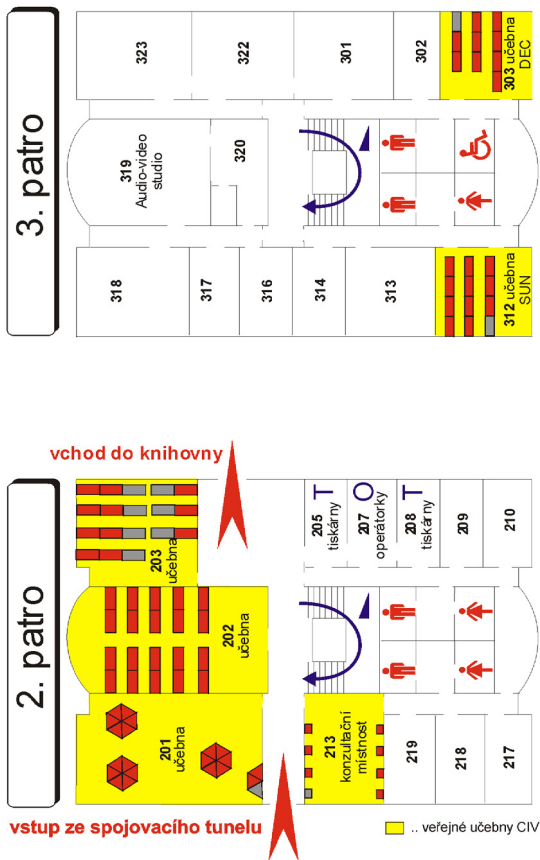 3. patro
323
322
301
302
303 učebna
DEC
319
Audio-video
studio
320
318
317
316
314
313
312 učebna
SUN
2. patro
vchod do knihovny
203
učebna
205
tiskárny
T
207
operátorky
O
208
tiskárny
T
209
210
202
učebna
201
učebna
213
konzultační
místnost
219
218
217
vstup ze spojovacího tunelu
.. veřejné učebny CIV